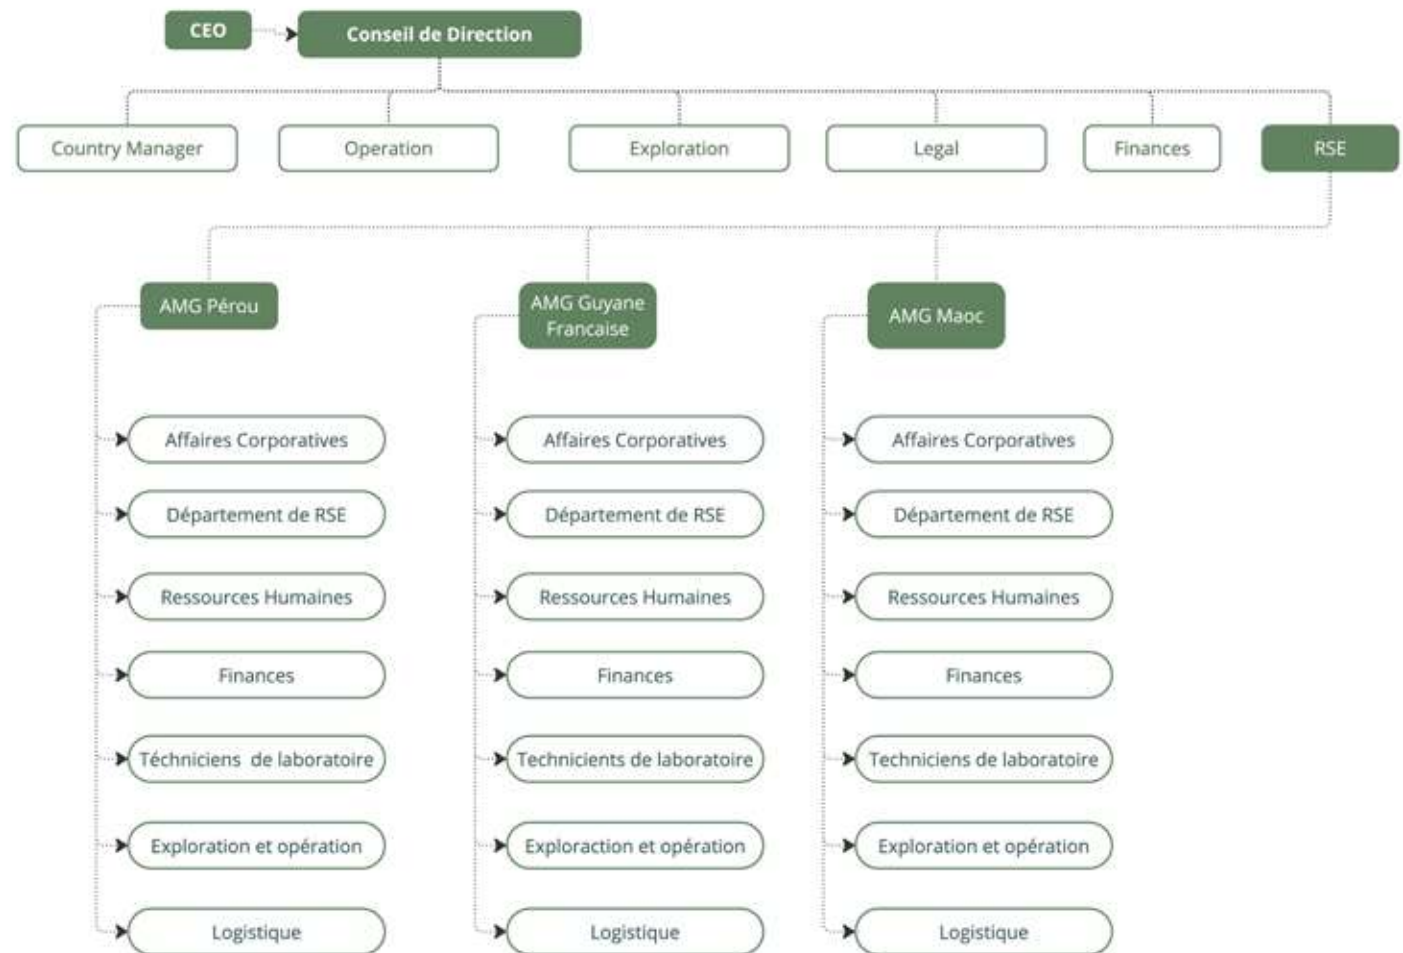 CEO
Conseil de Direction
Country Manager
Operation
Exploration
Legal
Finances
RSE
AMG Pérou
AMG Guyane
Francaise
AMG Maoc
Affaires Corporatives
Affaires Corporatives
Affaires Corporatives
Département de RSE
Département de RSE
Département de RSE
Ressources Humaines
Ressources Humaines
Ressources Humaines
Finances
Finances
Finances
Téchniciens de laboratoire
Technicients de laboratoire
Techniciens de laboratoire
Exploration et opération
Exploraction et opération
Exploration et opération
Logistique
Logistique
Logistique